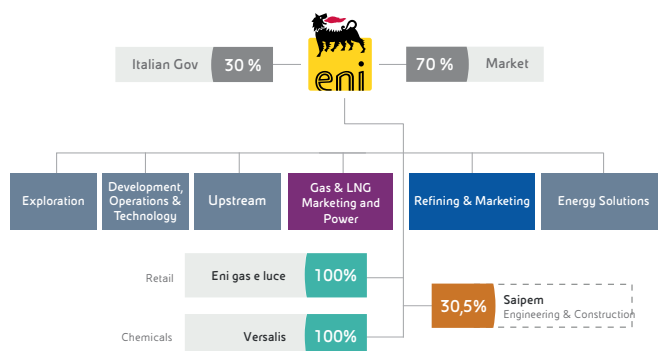 Italian Gov 30 %
eni
70 % Market
Exploration
Development,
Operations &
Technology
Upstream
Gas & LNG
Marketing and
Power
Refining & Marketing
Energy Solutions
Retail
Eni gas e luce 100%
30,5%
Saipem
Engineering & Construction
Chemicals
Versalis 100%